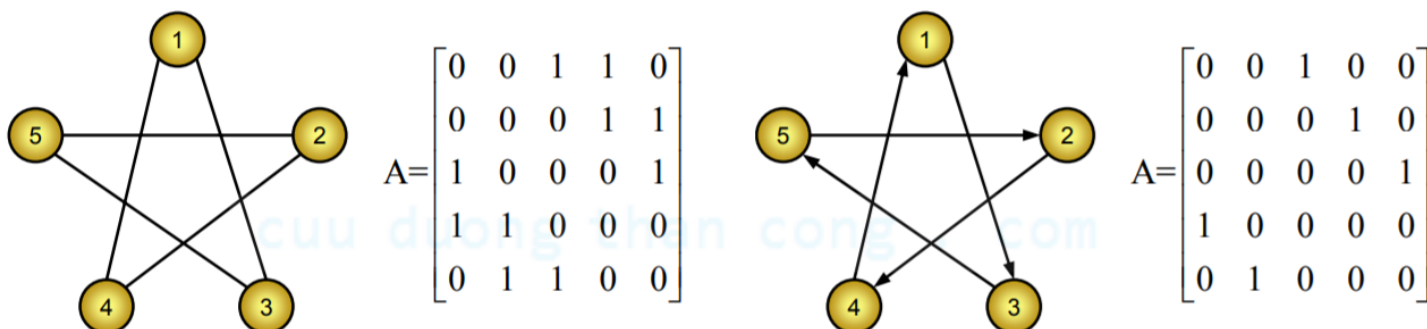 1
5
2
4
3
A=
0 0 1 1 0
0 0 0 1 1
1 0 0 0 1
1 1 0 0 0
0 1 1 0 0
1
5
2
4
3
A=
0 0 1 0 0
0 0 0 1 0
0 0 0 0 1
1 0 0 0 0
0 1 0 0 0
cuu duong than cong . com